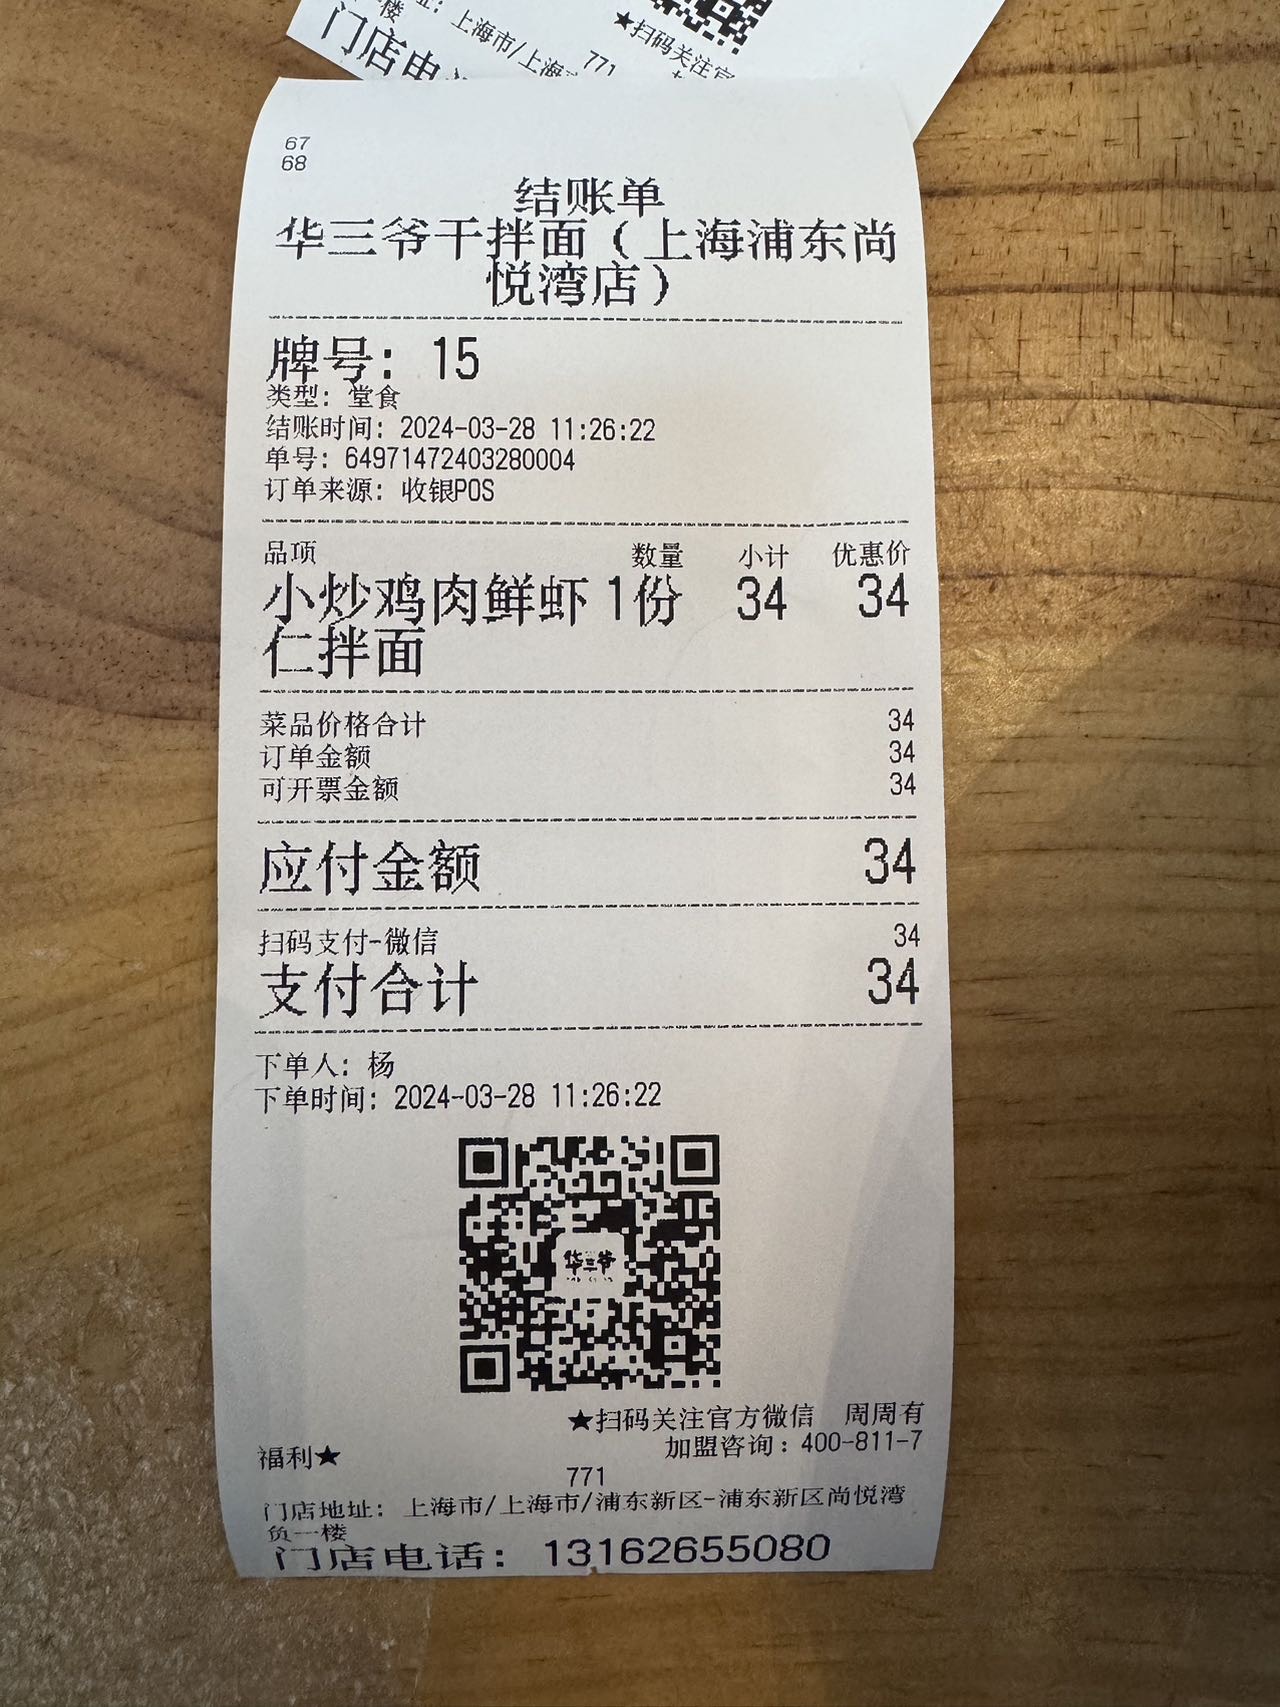 楼
上海市/上海
771
★扫码关注官
门店电
67
68
结账单
华三爷干拌面（上海浦东尚
悦湾店）
牌号: 15
类型: 堂食
结账时间: 2024-03-28 11:26:22
单号: 64971472403280004
订单来源: 收银POS
品项 数量 小计 优惠价
小炒鸡肉鲜虾 1份 34 34
仁拌面
菜品价格合计 34
订单金额 34
可开票金额 34
应付金额 34
扫码支付-微信 34
支付合计 34
下单人: 杨
下单时间: 2024-03-28 11:26:22
华三爷
★扫码关注官方微信 周周有
福利★ 加盟咨询: 400-811-7
771
门店地址: 上海市/上海市/浦东新区-浦东新区尚悦湾
负一楼
门店电话: 13162655080